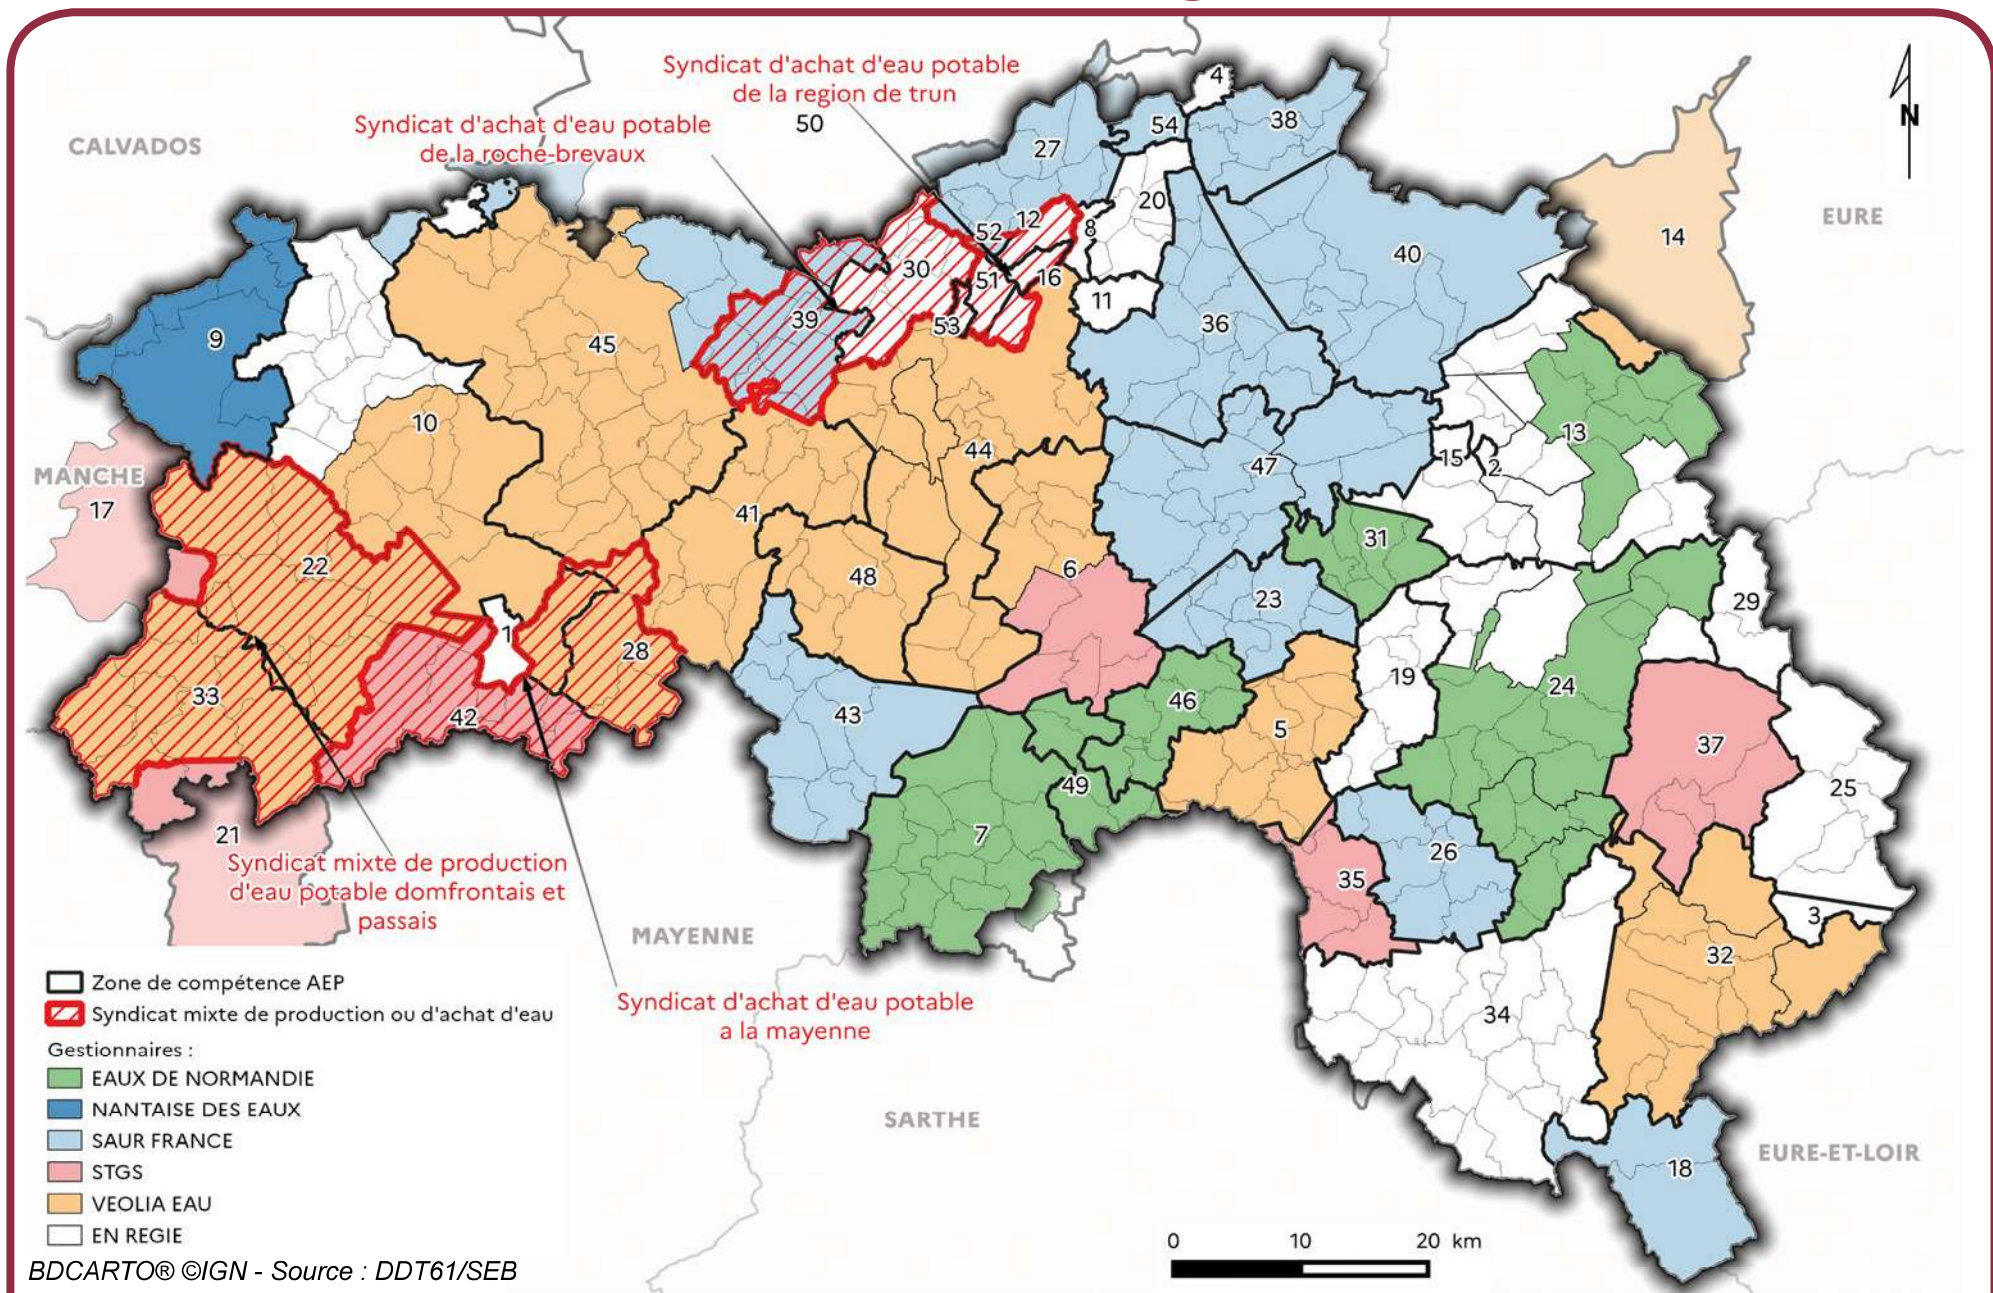 Syndicat d'achat d'eau potable
de la region de trun
50
Syndicat d'achat d'eau potable
de la roche-brevaux
CALVADOS
N
EURE
4
38
54
27
14
20
12
8
52
40
30
51
16
11
39
53
36
9
45
10
13
44
15
2
47
MANCHE
17
41
31
22
48
6
23
29
1
28
19
24
33
42
43
46
5
37
49
25
21
7
26
35
3
32
34
18
Syndicat mixte de production
d'eau potable domfrontais et
passais
MAYENNE
Syndicat d'achat d'eau potable
a la mayenne
SARTHE
EURE-ET-LOIR
Zone de compétence AEP
Syndicat mixte de production ou d'achat d'eau
Gestionnaires :
EAUX DE NORMANDIE
NANTAISE DES EAUX
SAUR FRANCE
STGS
VEOLIA EAU
EN REGIE
0 10 20 km
BDCARTO® ©IGN - Source : DDT61/SEB